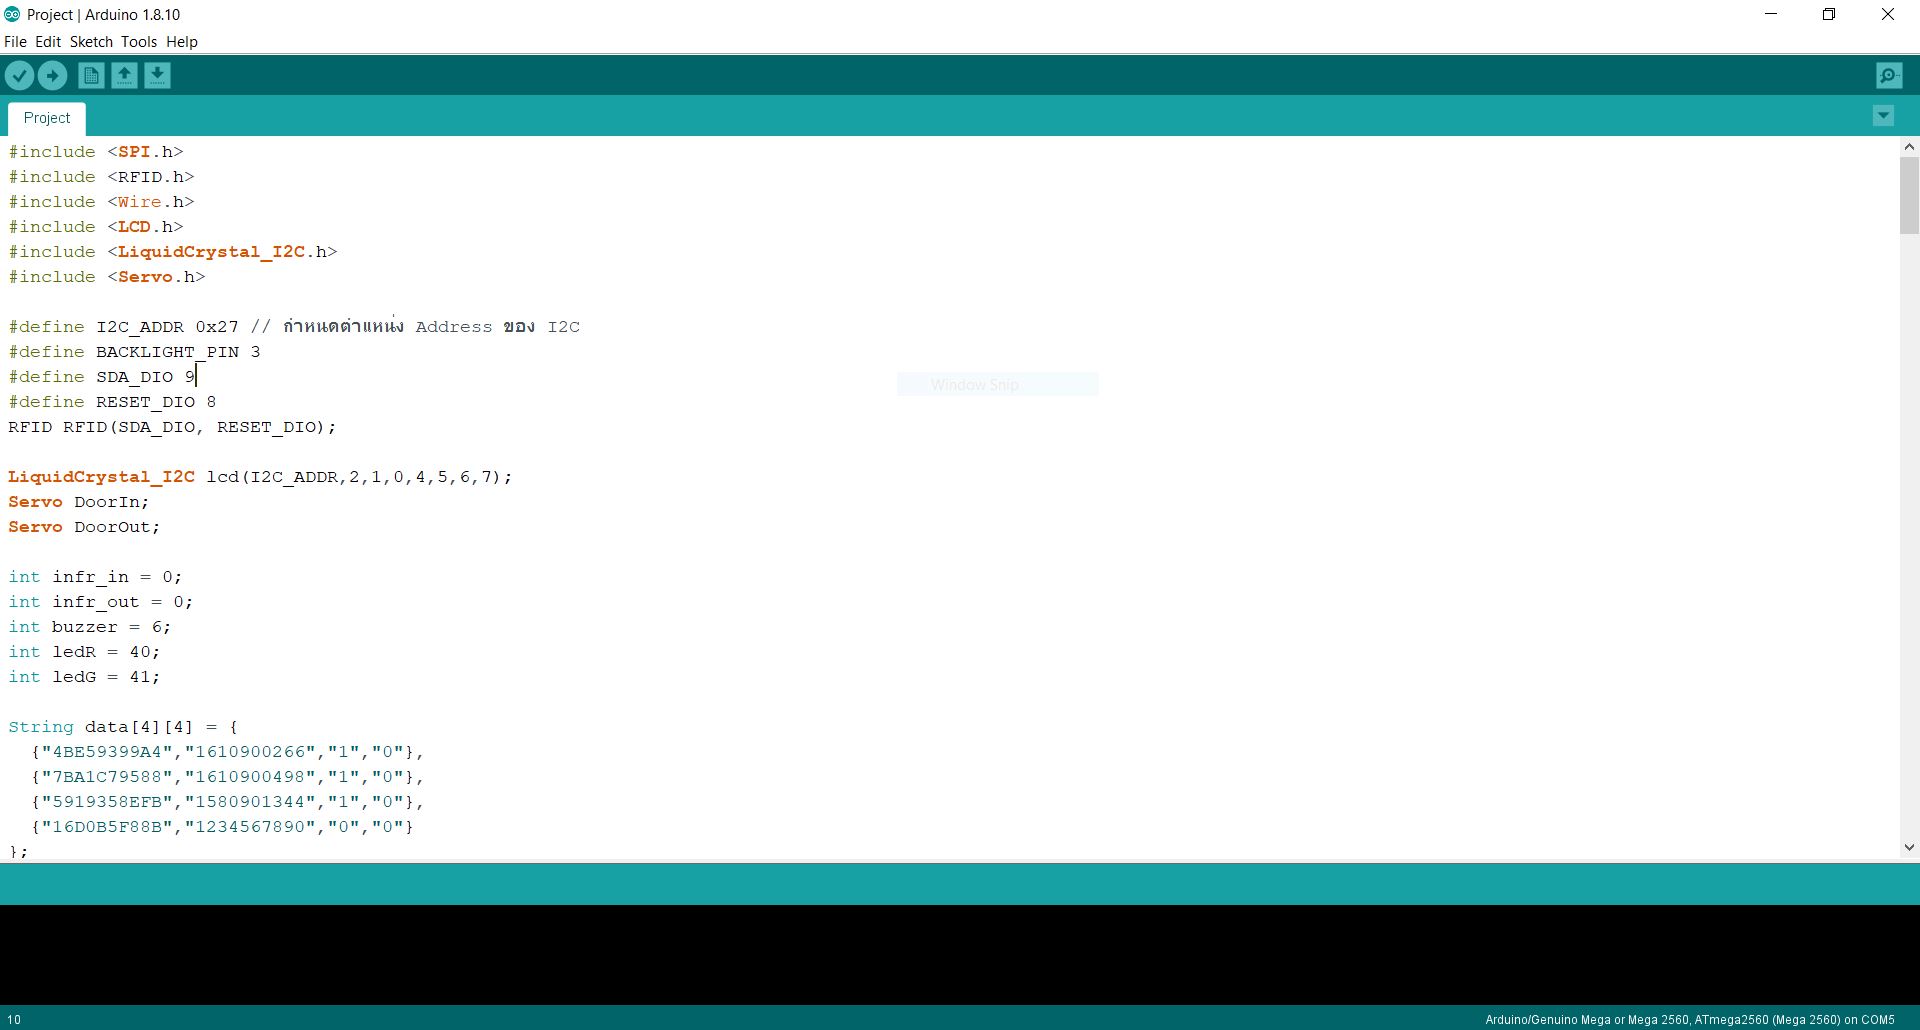 Project | Arduino 1.8.10
File Edit Sketch Tools Help
Project
#include <SPI.h>
#include <RFID.h>
#include <Wire.h>
#include <LCD.h>
#include <LiquidCrystal_I2C.h>
#include <Servo.h>
#define I2C_ADDR 0x27 // กำหนดตำแหน่ง Address ของ I2C
#define BACKLIGHT_PIN 3
#define SDA_DIO 9
Window Snip
#define RESET_DIO 8
RFID RFID(SDA_DIO, RESET_DIO);
LiquidCrystal_I2C lcd(I2C_ADDR,2,1,0,4,5,6,7);
Servo DoorIn;
Servo DoorOut;
int infr_in = 0;
int infr_out = 0;
int buzzer = 6;
int ledR = 40;
int ledG = 41;
String data[4][4] = {
{"4BE59399A4","1610900266","1","0"},
{"7BA1C79588","1610900498","1","0"},
{"5919358EFB","1580901344","1","0"},
{"16D0B5F88B","1234567890","0","0"}
};
10
Arduino/Genuino Mega or Mega 2560, ATmega2560 (Mega 2560) on COM5